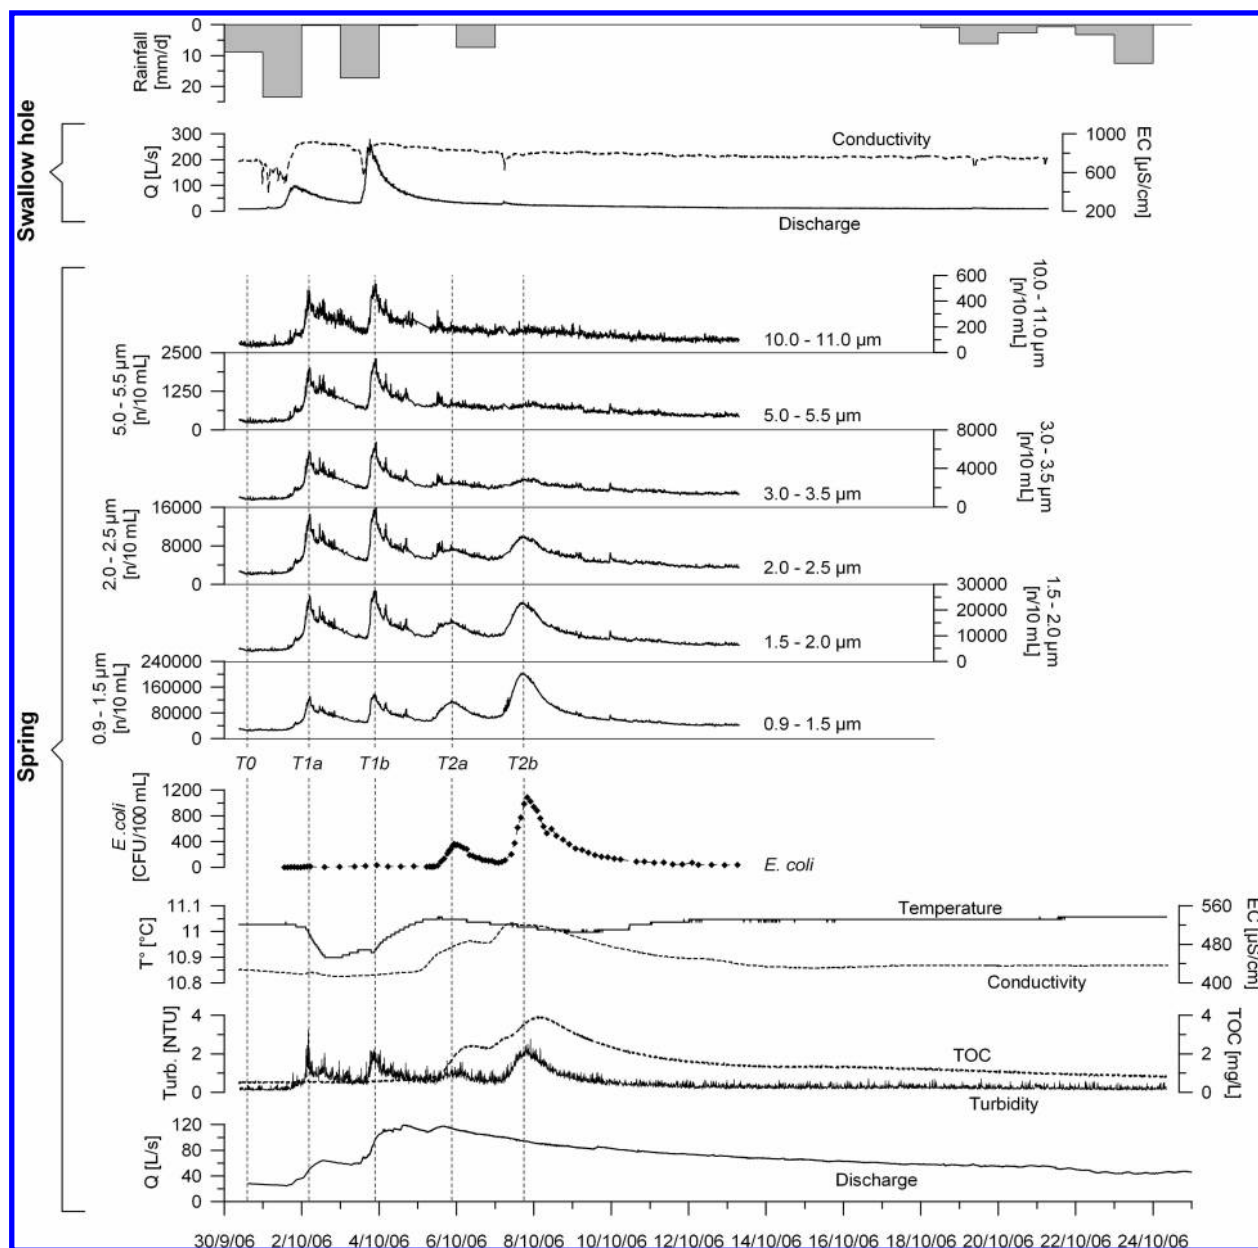 Rainfall
[mm/d]
0
10
20
Swallow hole
Q [L/s]
300
200
100
0
Conductivity
Discharge
1000
600
200
EC [µS/cm]
Spring
10.0 - 11.0 µm
600
400
200
0
10.0 - 11.0 µm
[n/10 mL]
5.0 - 5.5 µm
[n/10 mL]
2500
1250
0
5.0 - 5.5 µm
3.0 - 3.5 µm
8000
4000
0
3.0 - 3.5 µm
[n/10 mL]
2.0 - 2.5 µm
[n/10 mL]
16000
8000
0
2.0 - 2.5 µm
1.5 - 2.0 µm
30000
20000
10000
0
1.5 - 2.0 µm
[n/10 mL]
0.9 - 1.5 µm
[n/10 mL]
240000
160000
80000
0
0.9 - 1.5 µm
T0 T1a T1b T2a T2b
E.coli
[CFU/100 mL]
1200
800
400
0
E. coli
T° [°C]
11.1
11
10.9
10.8
Temperature
Conductivity
560
480
400
EC [µS/cm]
Turb. [NTU]
4
2
0
TOC
Turbidity
4
2
0
TOC [mg/L]
Q [L/s]
120
80
40
0
Discharge
30/9/06 2/10/06 4/10/06 6/10/06 8/10/06 10/10/06 12/10/06 14/10/06 16/10/06 18/10/06 20/10/06 22/10/06 24/10/06